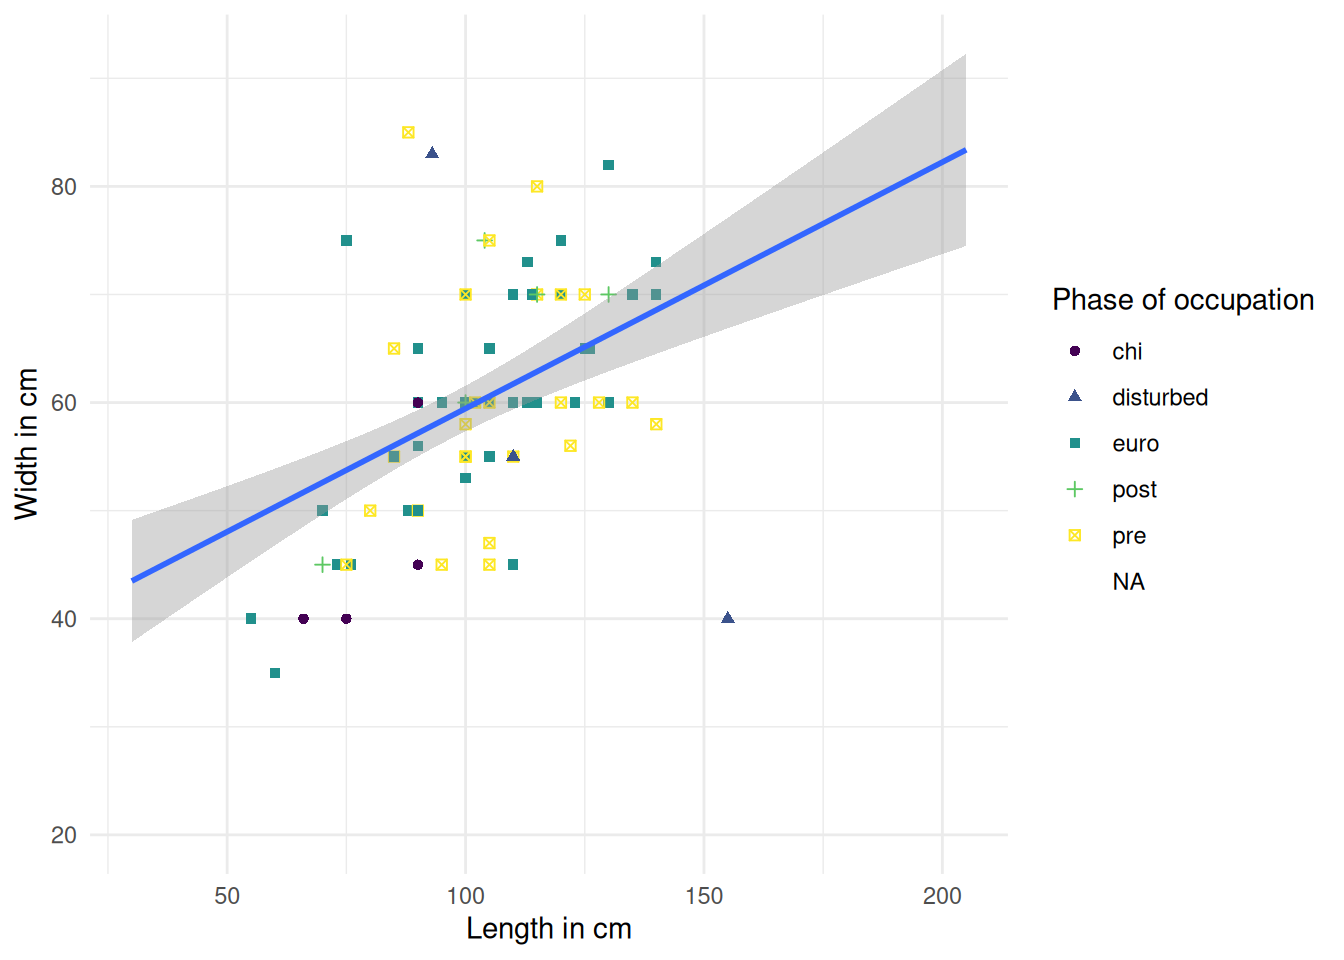 80
60
40
20
Width in cm
50 100 150 200
Length in cm
Phase of occupation
chi
disturbed
euro
post
pre
NA